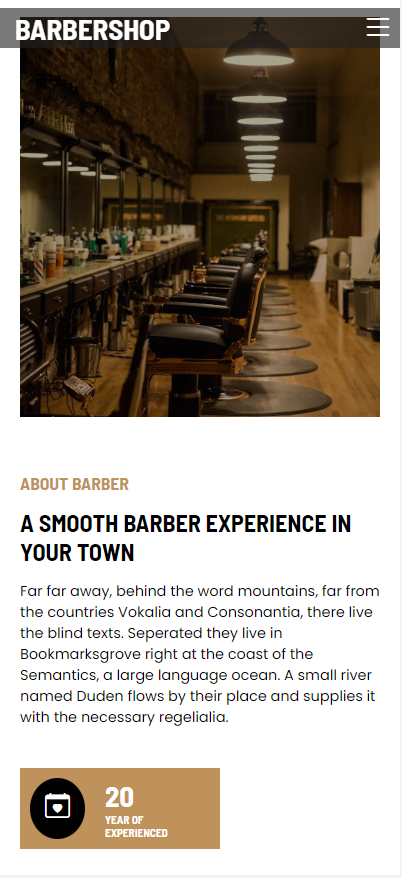 BARBERSHOP
ABOUT BARBER
A SMOOTH BARBER EXPERIENCE IN
YOUR TOWN
Far far away, behind the word mountains, far from
the countries Vokalia and Consonantia, there live
the blind texts. Seperated they live in
Bookmarksgrove right at the coast of the
Semantics, a large language ocean. A small river
named Duden flows by their place and supplies it
with the necessary regelialia.
20
YEAR OF
EXPERIENCED